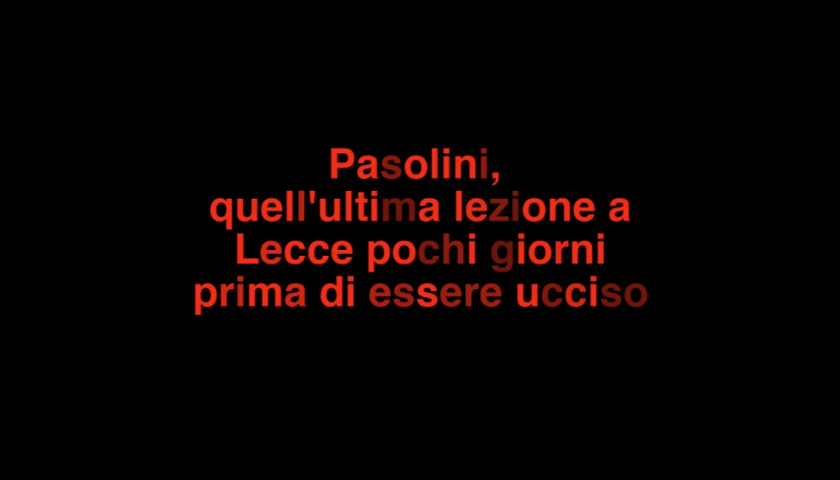 Pasolini,
quell'ultima lezione a
Lecce pochi giorni
prima di essere ucciso